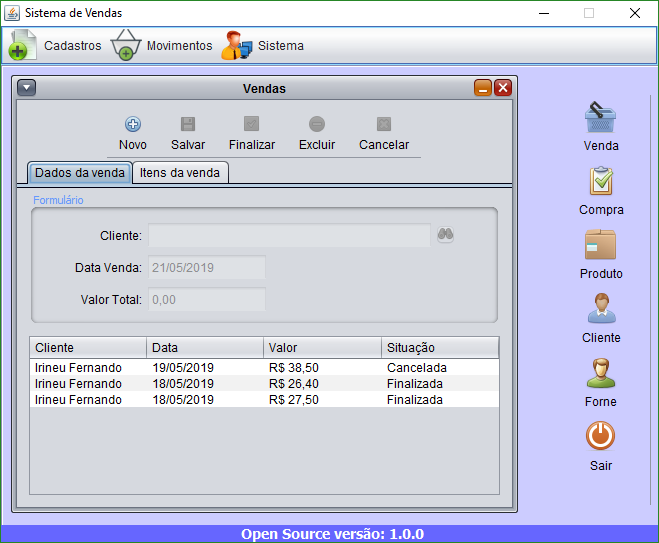 Sistema de Vendas
Cadastros Movimentos Sistema
Vendas
Novo Salvar Finalizar Excluir Cancelar
Dados da venda Itens da venda
Formulário
Cliente:
Data Venda: 21/05/2019
Valor Total: 0,00
Cliente Data Valor Situação
Irineu Fernando 19/05/2019 R$ 38,50 Cancelada
Irineu Fernando 18/05/2019 R$ 26,40 Finalizada
Irineu Fernando 18/05/2019 R$ 27,50 Finalizada
Venda
Compra
Produto
Cliente
Forne
Sair
Open Source versão: 1.0.0